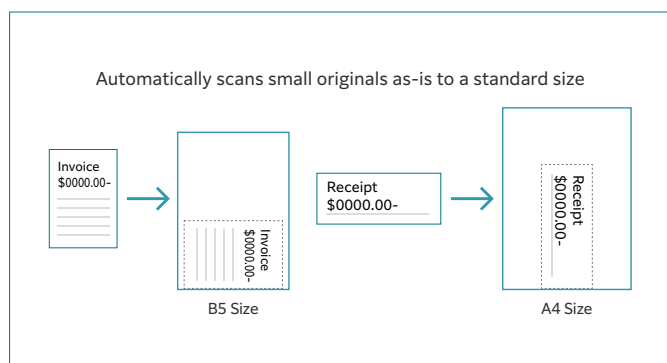 Automatically scans small originals as-is to a standard size
Invoice
$0000.00-
Invoice
$0000.00-
B5 Size
Receipt
$0000.00-
Receipt
$0000.00-
A4 Size